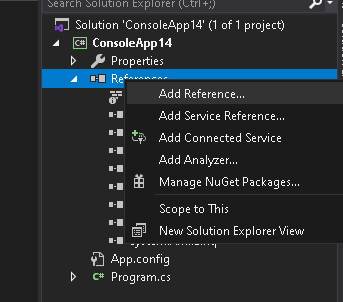 Search Solution Explorer (Ctrl+;)
Solution 'ConsoleApp14' (1 of 1 project)
C# ConsoleApp14
Properties
References
Add Reference...
Add Service Reference...
Add Connected Service
Add Analyzer...
Manage NuGet Packages...
Scope to This
New Solution Explorer View
App.config
C# Program.cs